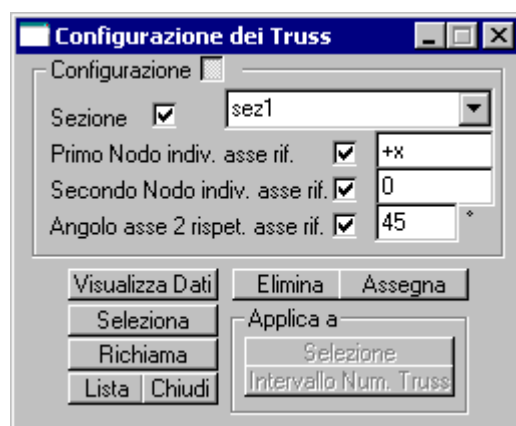 Configurazione dei Truss
Configurazione
Sezione sez1
Primo Nodo indiv. asse rif. +x
Secondo Nodo indiv. asse rif. 0
Angolo asse 2 rispet. asse rif. 45 °
Visualizza Dati Elimina Assegna
Seleziona Applica a
Richiama Selezione
Lista Chiudi Intervallo Num. Truss